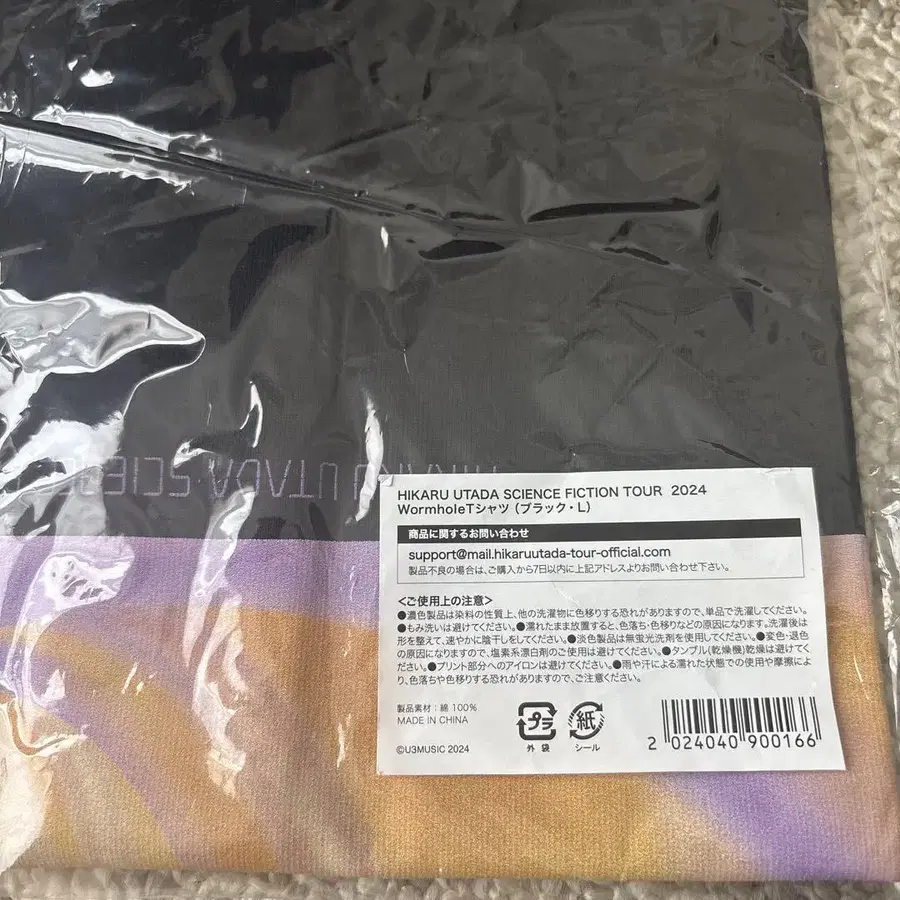 HIKARU UTADA SCIE
HIKARU UTADA SCIENCE FICTION TOUR 2024
WormholeTシャツ (ブラック・L)
商品に関するお問い合わせ
support@mail.hikaruutada-tour-official.com
製品不良の場合は、ご購入から7日以内に上記アドレスよりお問い合わせ下さい。
<ご使用上の注意>
●濃色製品は染料の性質上、他の洗濯物に色移りする恐れがありますので、単品で洗濯してください。
●もみ洗いは避けてください。●濡れたまま放置すると、色落ち・色移りなどの原因になります。洗濯後は
形を整えて、速やかに陰干しをしてください。●淡色製品は無蛍光洗剤を使用してください。●変色・退色
の原因になりますので、塩素系漂白剤のご使用は避けてください。●タンブル(乾燥機)乾燥は避けてくだ
さい。●プリント部分へのアイロンは避けてください。●雨や汗による濡れた状態での使用や摩擦によ
り、色落ちや色移りする恐れがありますので、ご注意ください。
製品素材:綿 100%
MADE IN CHINA
プラ
外 袋
紙
シール
©U3MUSIC 2024
2 024040 900166